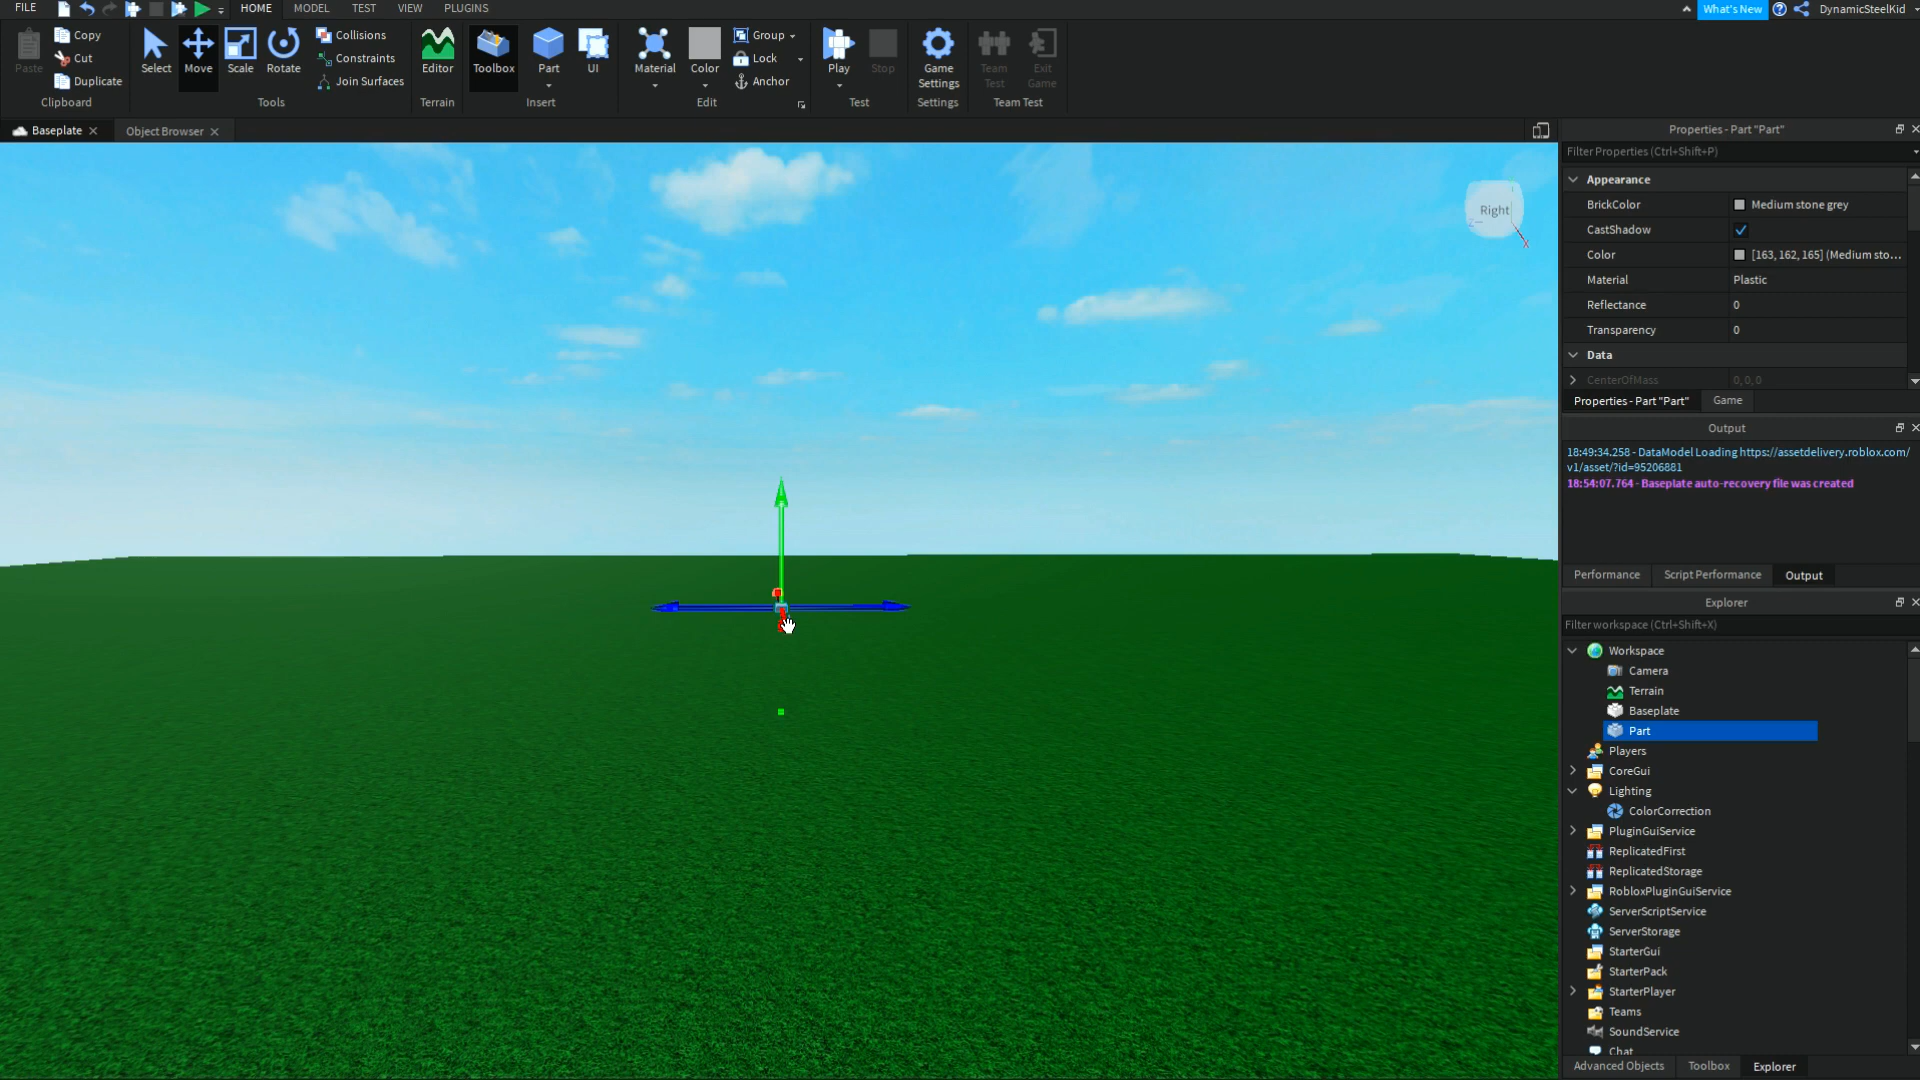 FILE HOME MODEL TEST VIEW PLUGINS What's New DynamicSteelKid
Paste Copy Cut Duplicate Clipboard
Select Move Scale Rotate Collisions Constraints Join Surfaces Tools
Editor Terrain
Toolbox Part UI Insert
Material Color Group Lock Anchor Edit
Play Stop Test
Game Settings Settings
Team Test Exit Game Team Test
Baseplate Object Browser
Right
X
Properties - Part "Part"
Filter Properties (Ctrl+Shift+P)
Appearance
BrickColor Medium stone grey
CastShadow
Color [163, 162, 165] (Medium sto...
Material Plastic
Reflectance 0
Transparency 0
Data
CenterOfMass 0, 0, 0
Properties - Part "Part" Game
Output
18:49:34.258 - DataModel Loading https://assetdelivery.roblox.com/
v1/asset/?id=95206881
18:54:07.764 - Baseplate auto-recovery file was created
Performance Script Performance Output
Explorer
Filter workspace (Ctrl+Shift+X)
Workspace
Camera
Terrain
Baseplate
Part
Players
CoreGui
Lighting
ColorCorrection
PluginGuiService
ReplicatedFirst
ReplicatedStorage
RobloxPluginGuiService
ServerScriptService
ServerStorage
StarterGui
StarterPack
StarterPlayer
Teams
SoundService
Chat
Advanced Objects Toolbox Explorer